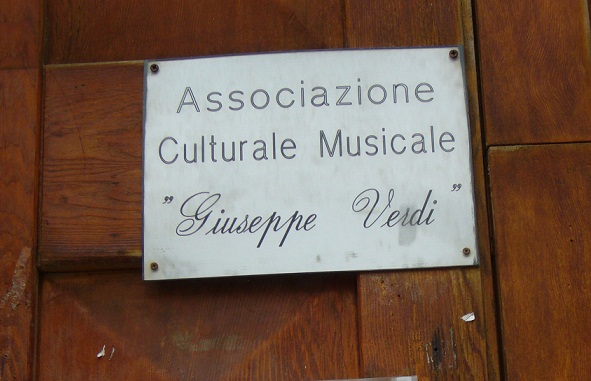 Associazione
Culturale Musicale
"Giuseppe Verdi"